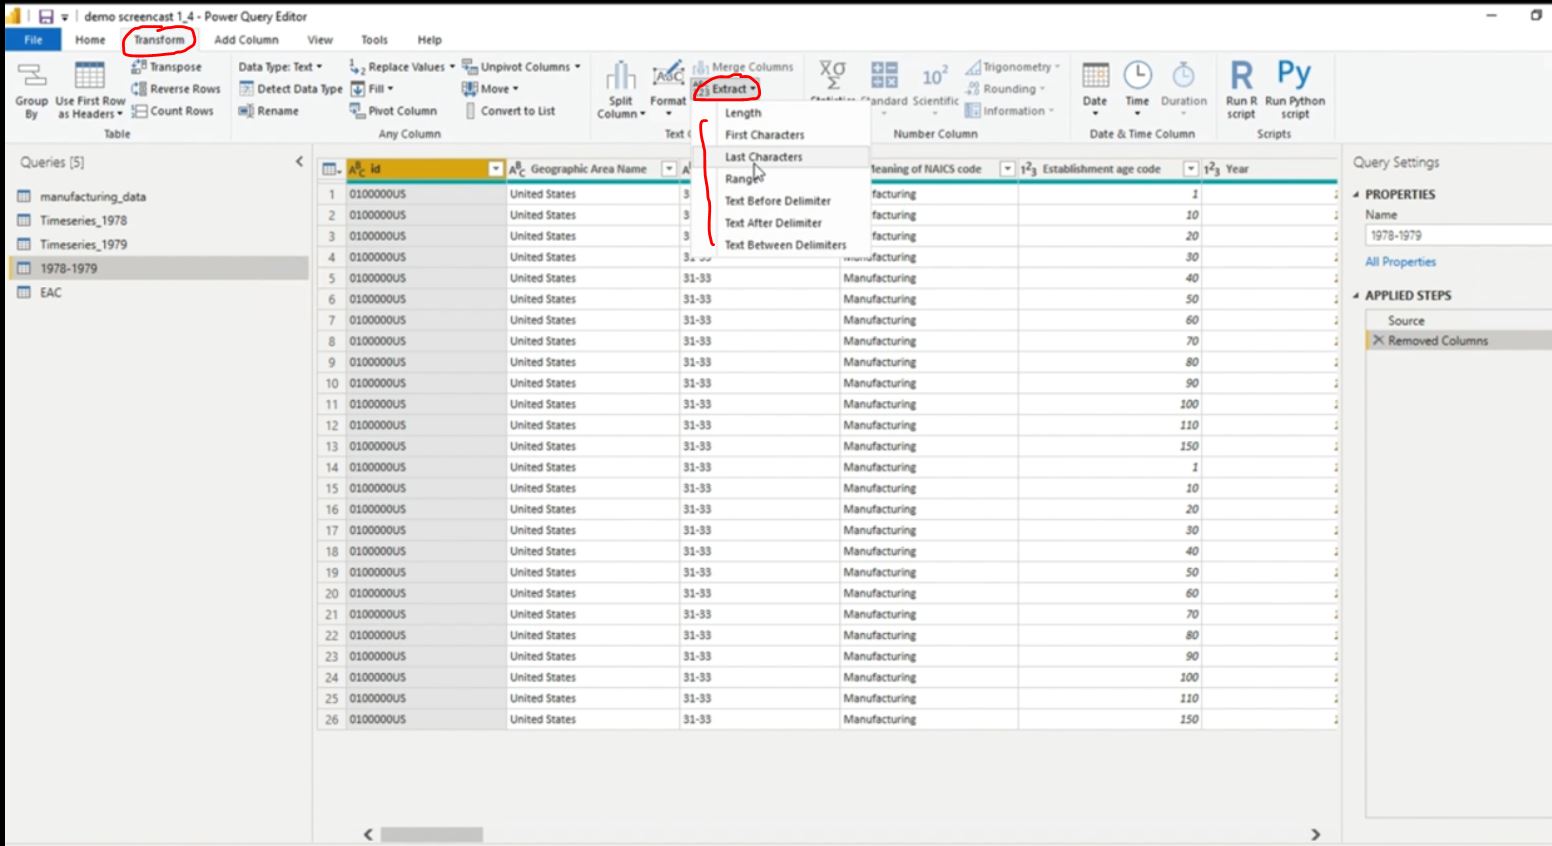 demo screencast 1_4 - Power Query Editor
File Home Transform Add Column View Tools Help
Transpose Data Type: Text Replace Values Unpivot Columns Merge Columns Trigonometry
Reverse Rows Detect Data Type Fill Move Extract Rounding
Group By Use First Row as Headers Count Rows Rename Pivot Column Convert to List Split Column Format Standard Scientific Information Date Time Duration Run R script Run Python script
Table Any Column Number Column Date & Time Column Scripts
Length
First Characters
Last Characters
Range
Text Before Delimiter
Text After Delimiter
Text Between Delimiters
Queries [5]
manufacturing_data
Timeseries_1978
Timeseries_1979
1978-1979
EAC
id Geographic Area Name Meaning of NAICS code Establishment age code Year
1 0100000US United States 1
2 0100000US United States 10
3 0100000US United States 20
4 0100000US United States 30
5 0100000US United States 31-33 Manufacturing 40
6 0100000US United States 31-33 Manufacturing 50
7 0100000US United States 31-33 Manufacturing 60
8 0100000US United States 31-33 Manufacturing 70
9 0100000US United States 31-33 Manufacturing 80
10 0100000US United States 31-33 Manufacturing 90
11 0100000US United States 31-33 Manufacturing 100
12 0100000US United States 31-33 Manufacturing 110
13 0100000US United States 31-33 Manufacturing 150
14 0100000US United States 31-33 Manufacturing 1
15 0100000US United States 31-33 Manufacturing 10
16 0100000US United States 31-33 Manufacturing 20
17 0100000US United States 31-33 Manufacturing 30
18 0100000US United States 31-33 Manufacturing 40
19 0100000US United States 31-33 Manufacturing 50
20 0100000US United States 31-33 Manufacturing 60
21 0100000US United States 31-33 Manufacturing 70
22 0100000US United States 31-33 Manufacturing 80
23 0100000US United States 31-33 Manufacturing 90
24 0100000US United States 31-33 Manufacturing 100
25 0100000US United States 31-33 Manufacturing 110
26 0100000US United States 31-33 Manufacturing 150
Query Settings
PROPERTIES
Name
1978-1979
All Properties
APPLIED STEPS
Source
Removed Columns